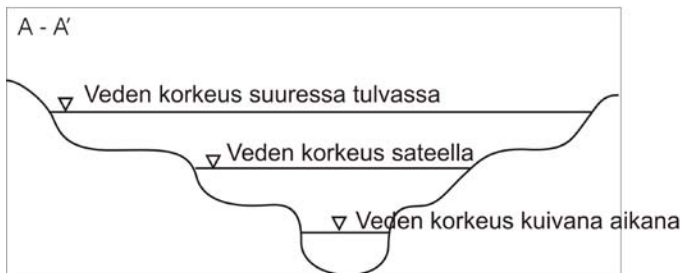 A - A'
Veden korkeus suuressa tulvassa
Veden korkeus sateella
Veden korkeus kuivana aikana